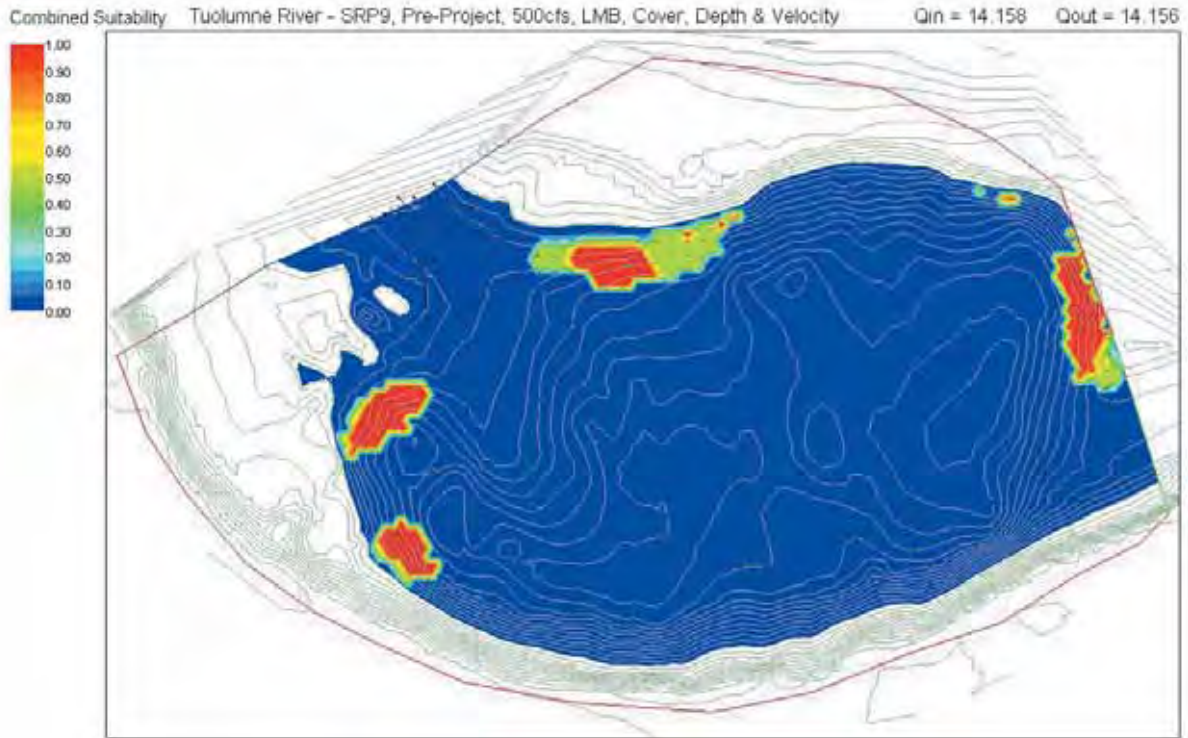 Combined Suitability
Tuolumne River - SRP9, Pre-Project, 500cfs, LMB, Cover, Depth & Velocity
Qin = 14.158
Qout = 14.156
1.00
0.90
0.80
0.70
0.60
0.50
0.40
0.30
0.20
0.10
0.00